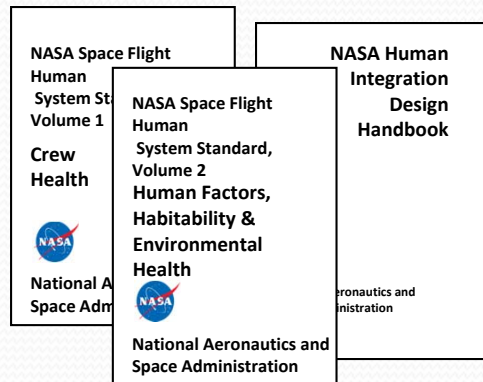 NASA Space Flight
Human
System Sta
Volume 1
Crew
Health
NASA
National A
Space Adm
NASA Space Flight
Human
System Standard,
Volume 2
Human Factors,
Habitability &
Environmental
Health
NASA
National Aeronautics and
Space Administration
NASA Human
Integration
Design
Handbook
eronautics and
inistration